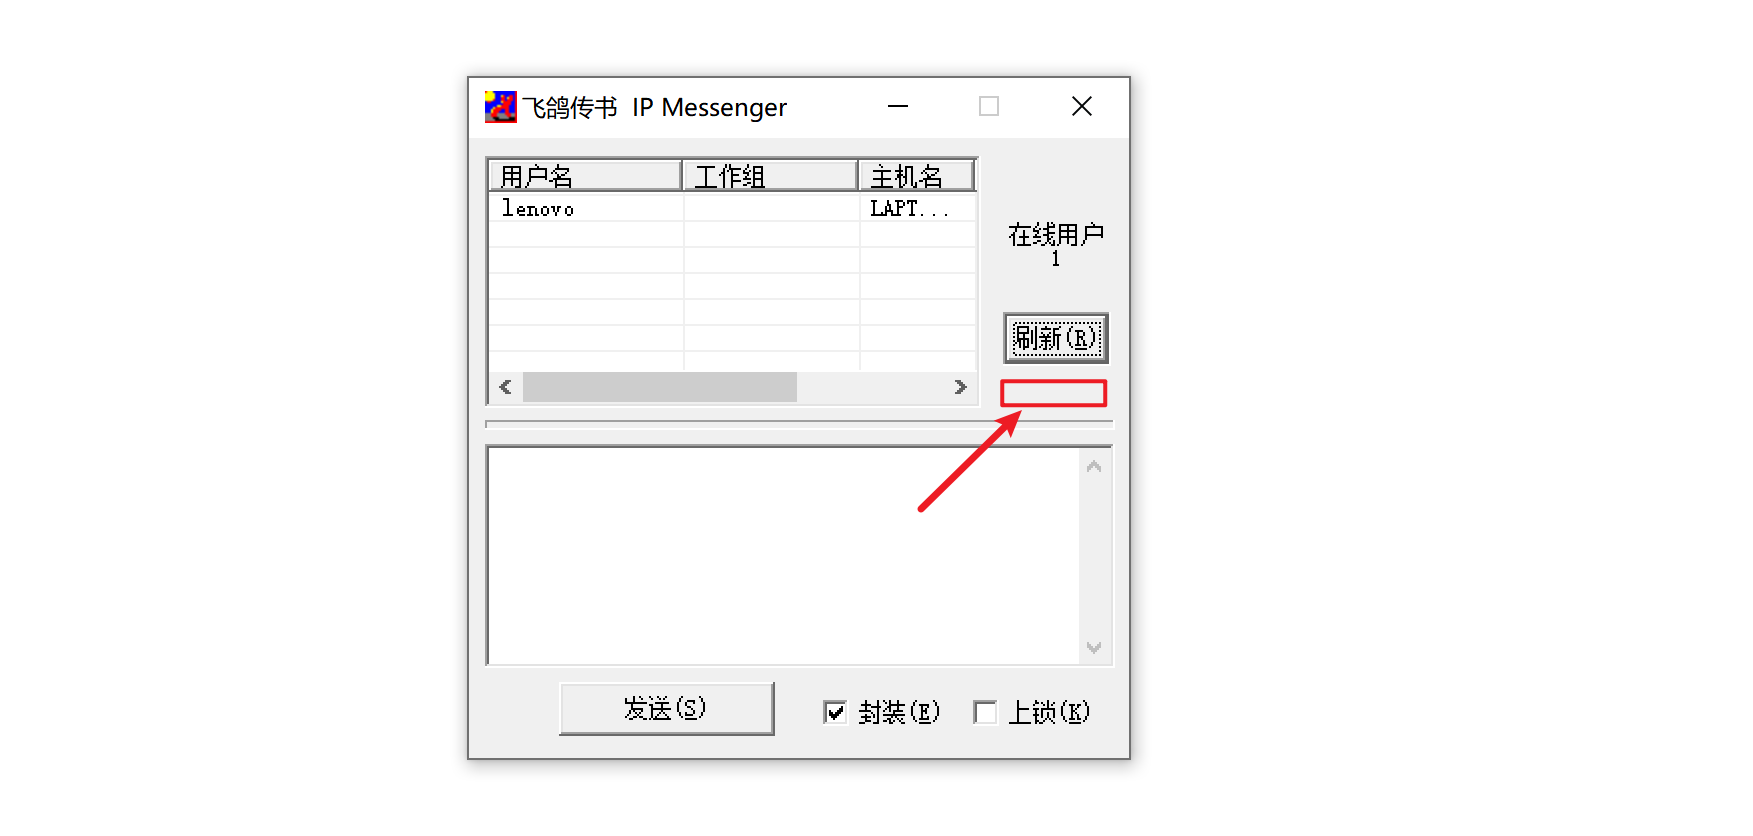 飞鸽传书 IP Messenger
用户名 工作组 主机名
lenovo LAPT...
在线用户
1
刷新(R)
发送(S) 封装(E) 上锁(K)